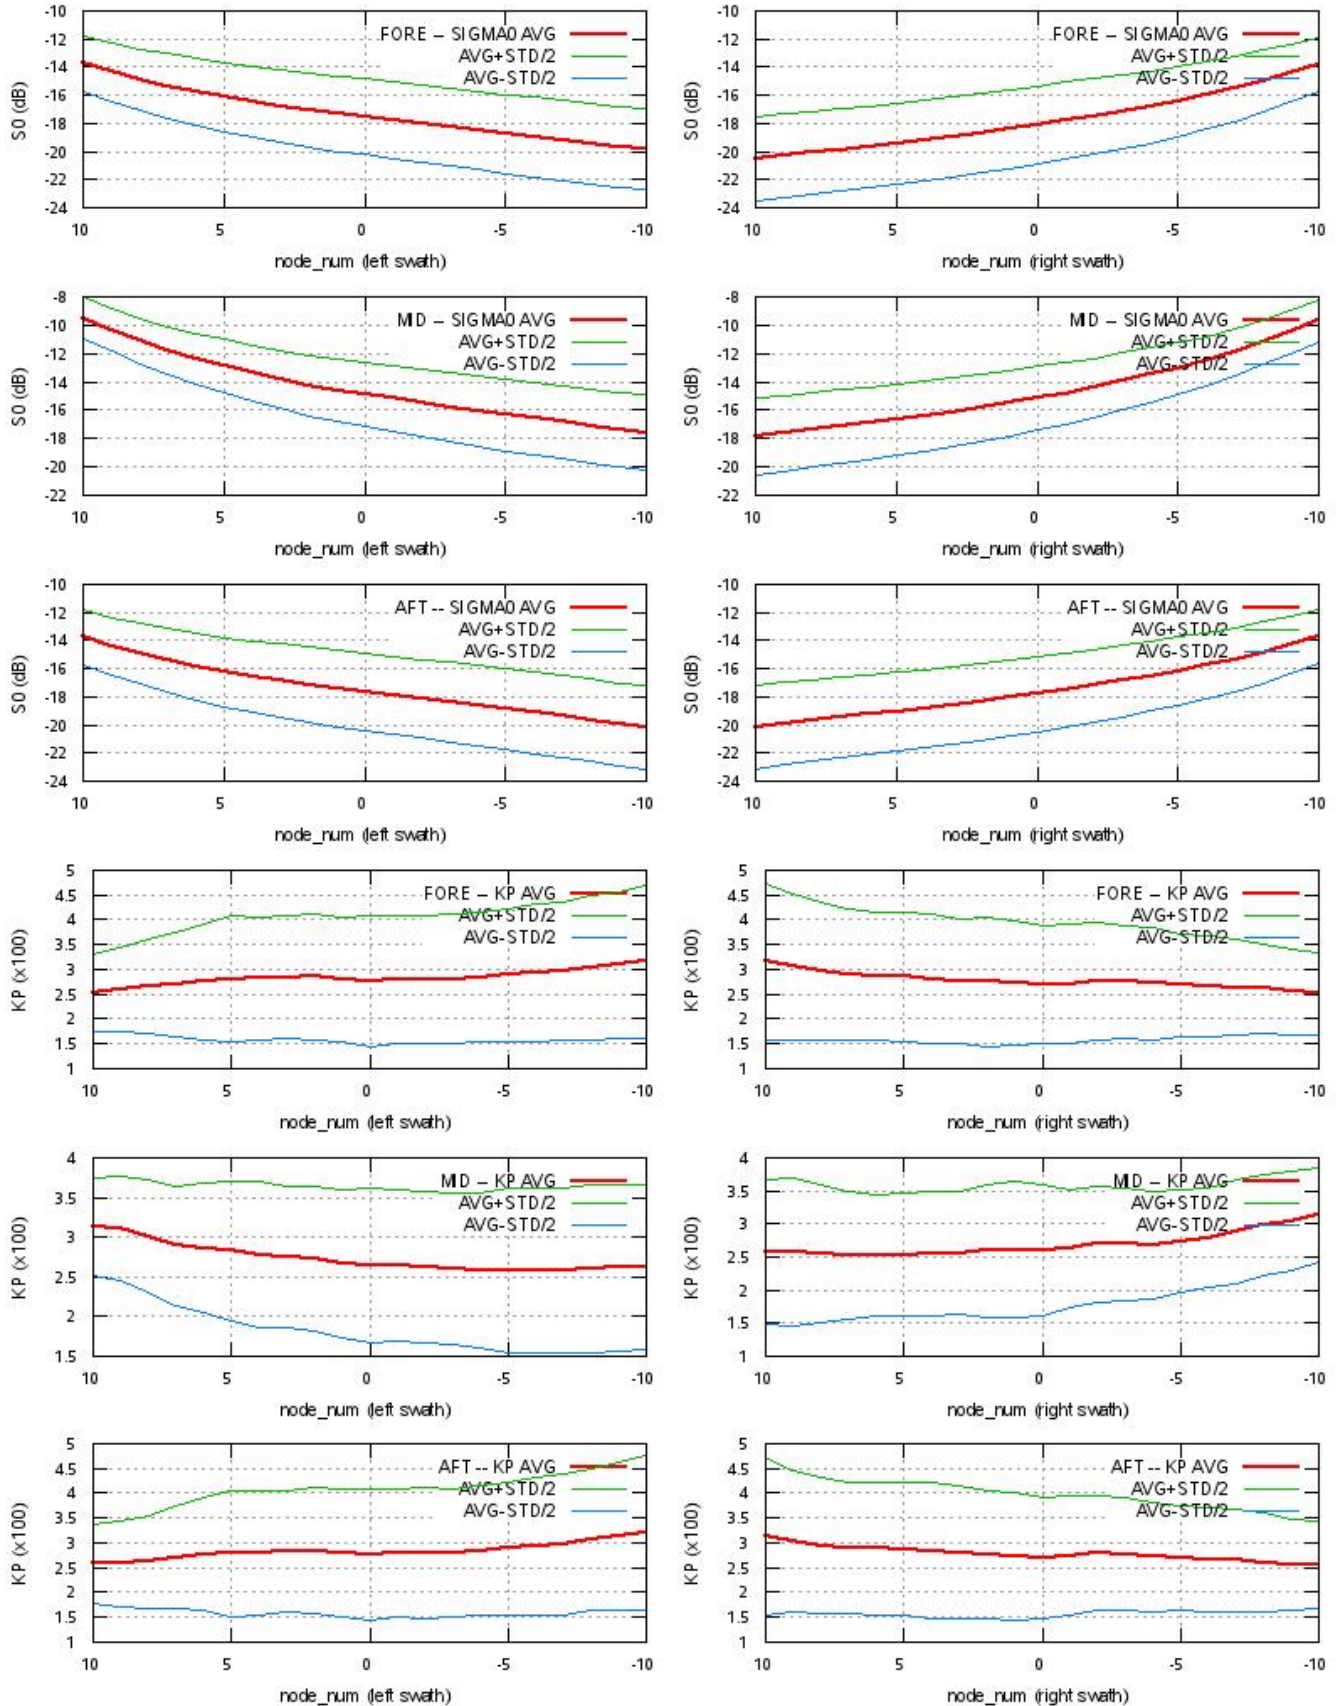 -10
-12
-14
-16
-18
-20
-22
-24
S0 (dB)
FORE – SIGMA0 AVG
AVG+STD/2
AVG-STD/2
10 5 0 -5 -10
node_num (left swath)
-10
-12
-14
-16
-18
-20
-22
-24
S0 (dB)
FORE – SIGMA0 AVG
AVG+STD/2
AVG-STD/2
10 5 0 -5 -10
node_num (right swath)
-8
-10
-12
-14
-16
-18
-20
-22
S0 (dB)
MID – SIGMA0 AVG
AVG+STD/2
AVG-STD/2
10 5 0 -5 -10
node_num (left swath)
-8
-10
-12
-14
-16
-18
-20
-22
S0 (dB)
MID – SIGMA0 AVG
AVG+STD/2
AVG-STD/2
10 5 0 -5 -10
node_num (right swath)
-10
-12
-14
-16
-18
-20
-22
-24
S0 (dB)
AFT -- SIGMA0 AVG
AVG+STD/2
AVG-STD/2
10 5 0 -5 -10
node_num (left swath)
-10
-12
-14
-16
-18
-20
-22
-24
S0 (dB)
AFT -- SIGMA0 AVG
AVG+STD/2
AVG-STD/2
10 5 0 -5 -10
node_num (right swath)
5
4.5
4
3.5
3
2.5
2
1.5
1
KP (x100)
FORE – KP AVG
AVG+STD/2
AVG-STD/2
10 5 0 -5 -10
node_num (left swath)
5
4.5
4
3.5
3
2.5
2
1.5
1
KP (x100)
FORE – KP AVG
AVG+STD/2
AVG-STD/2
10 5 0 -5 -10
node_num (right swath)
4
3.5
3
2.5
2
1.5
KP (x100)
MID – KP AVG
AVG+STD/2
AVG-STD/2
10 5 0 -5 -10
node_num (left swath)
4
3.5
3
2.5
2
1.5
1
KP (x100)
MID – KP AVG
AVG+STD/2
AVG-STD/2
10 5 0 -5 -10
node_num (right swath)
5
4.5
4
3.5
3
2.5
2
1.5
1
KP (x100)
AFT -- KP AVG
AVG+STD/2
AVG-STD/2
10 5 0 -5 -10
node_num (left swath)
5
4.5
4
3.5
3
2.5
2
1.5
1
KP (x100)
AFT -- KP AVG
AVG+STD/2
AVG-STD/2
10 5 0 -5 -10
node_num (right swath)